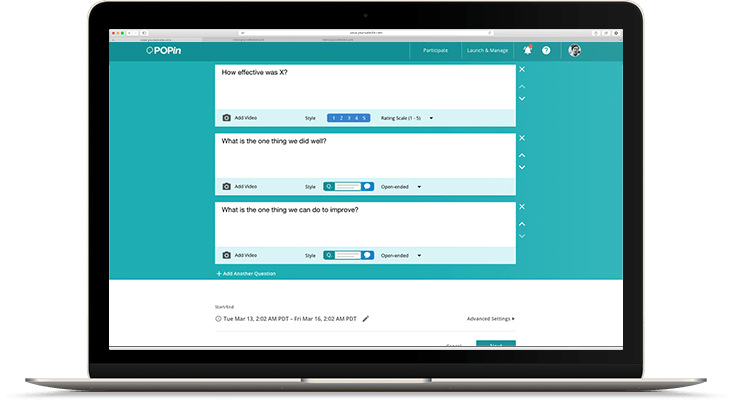 POPin
Participate
Launch & Manage
How effective was X?
Add Video
Style
1 2 3 4 5
Rating Scale (1 - 5)
What is the one thing we did well?
Add Video
Style
Q
Open-ended
What is the one thing we can do to improve?
Add Video
Style
Q
Open-ended
+ Add Another Question
Start/End
Tue Mar 13, 2:02 AM PDT – Fri Mar 16, 2:02 AM PDT
Advanced Settings